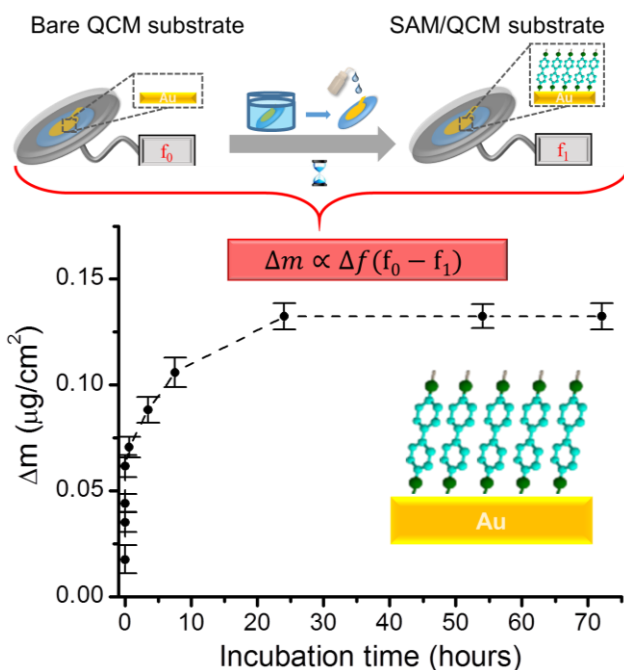 Bare QCM substrate
SAM/QCM substrate
Au
Au
f₀
f₁
Δm ∝ Δf(f₀ − f₁)
0.15
0.10
0.05
0.00
Δm (μg/cm²)
Au
0 10 20 30 40 50 60 70
Incubation time (hours)